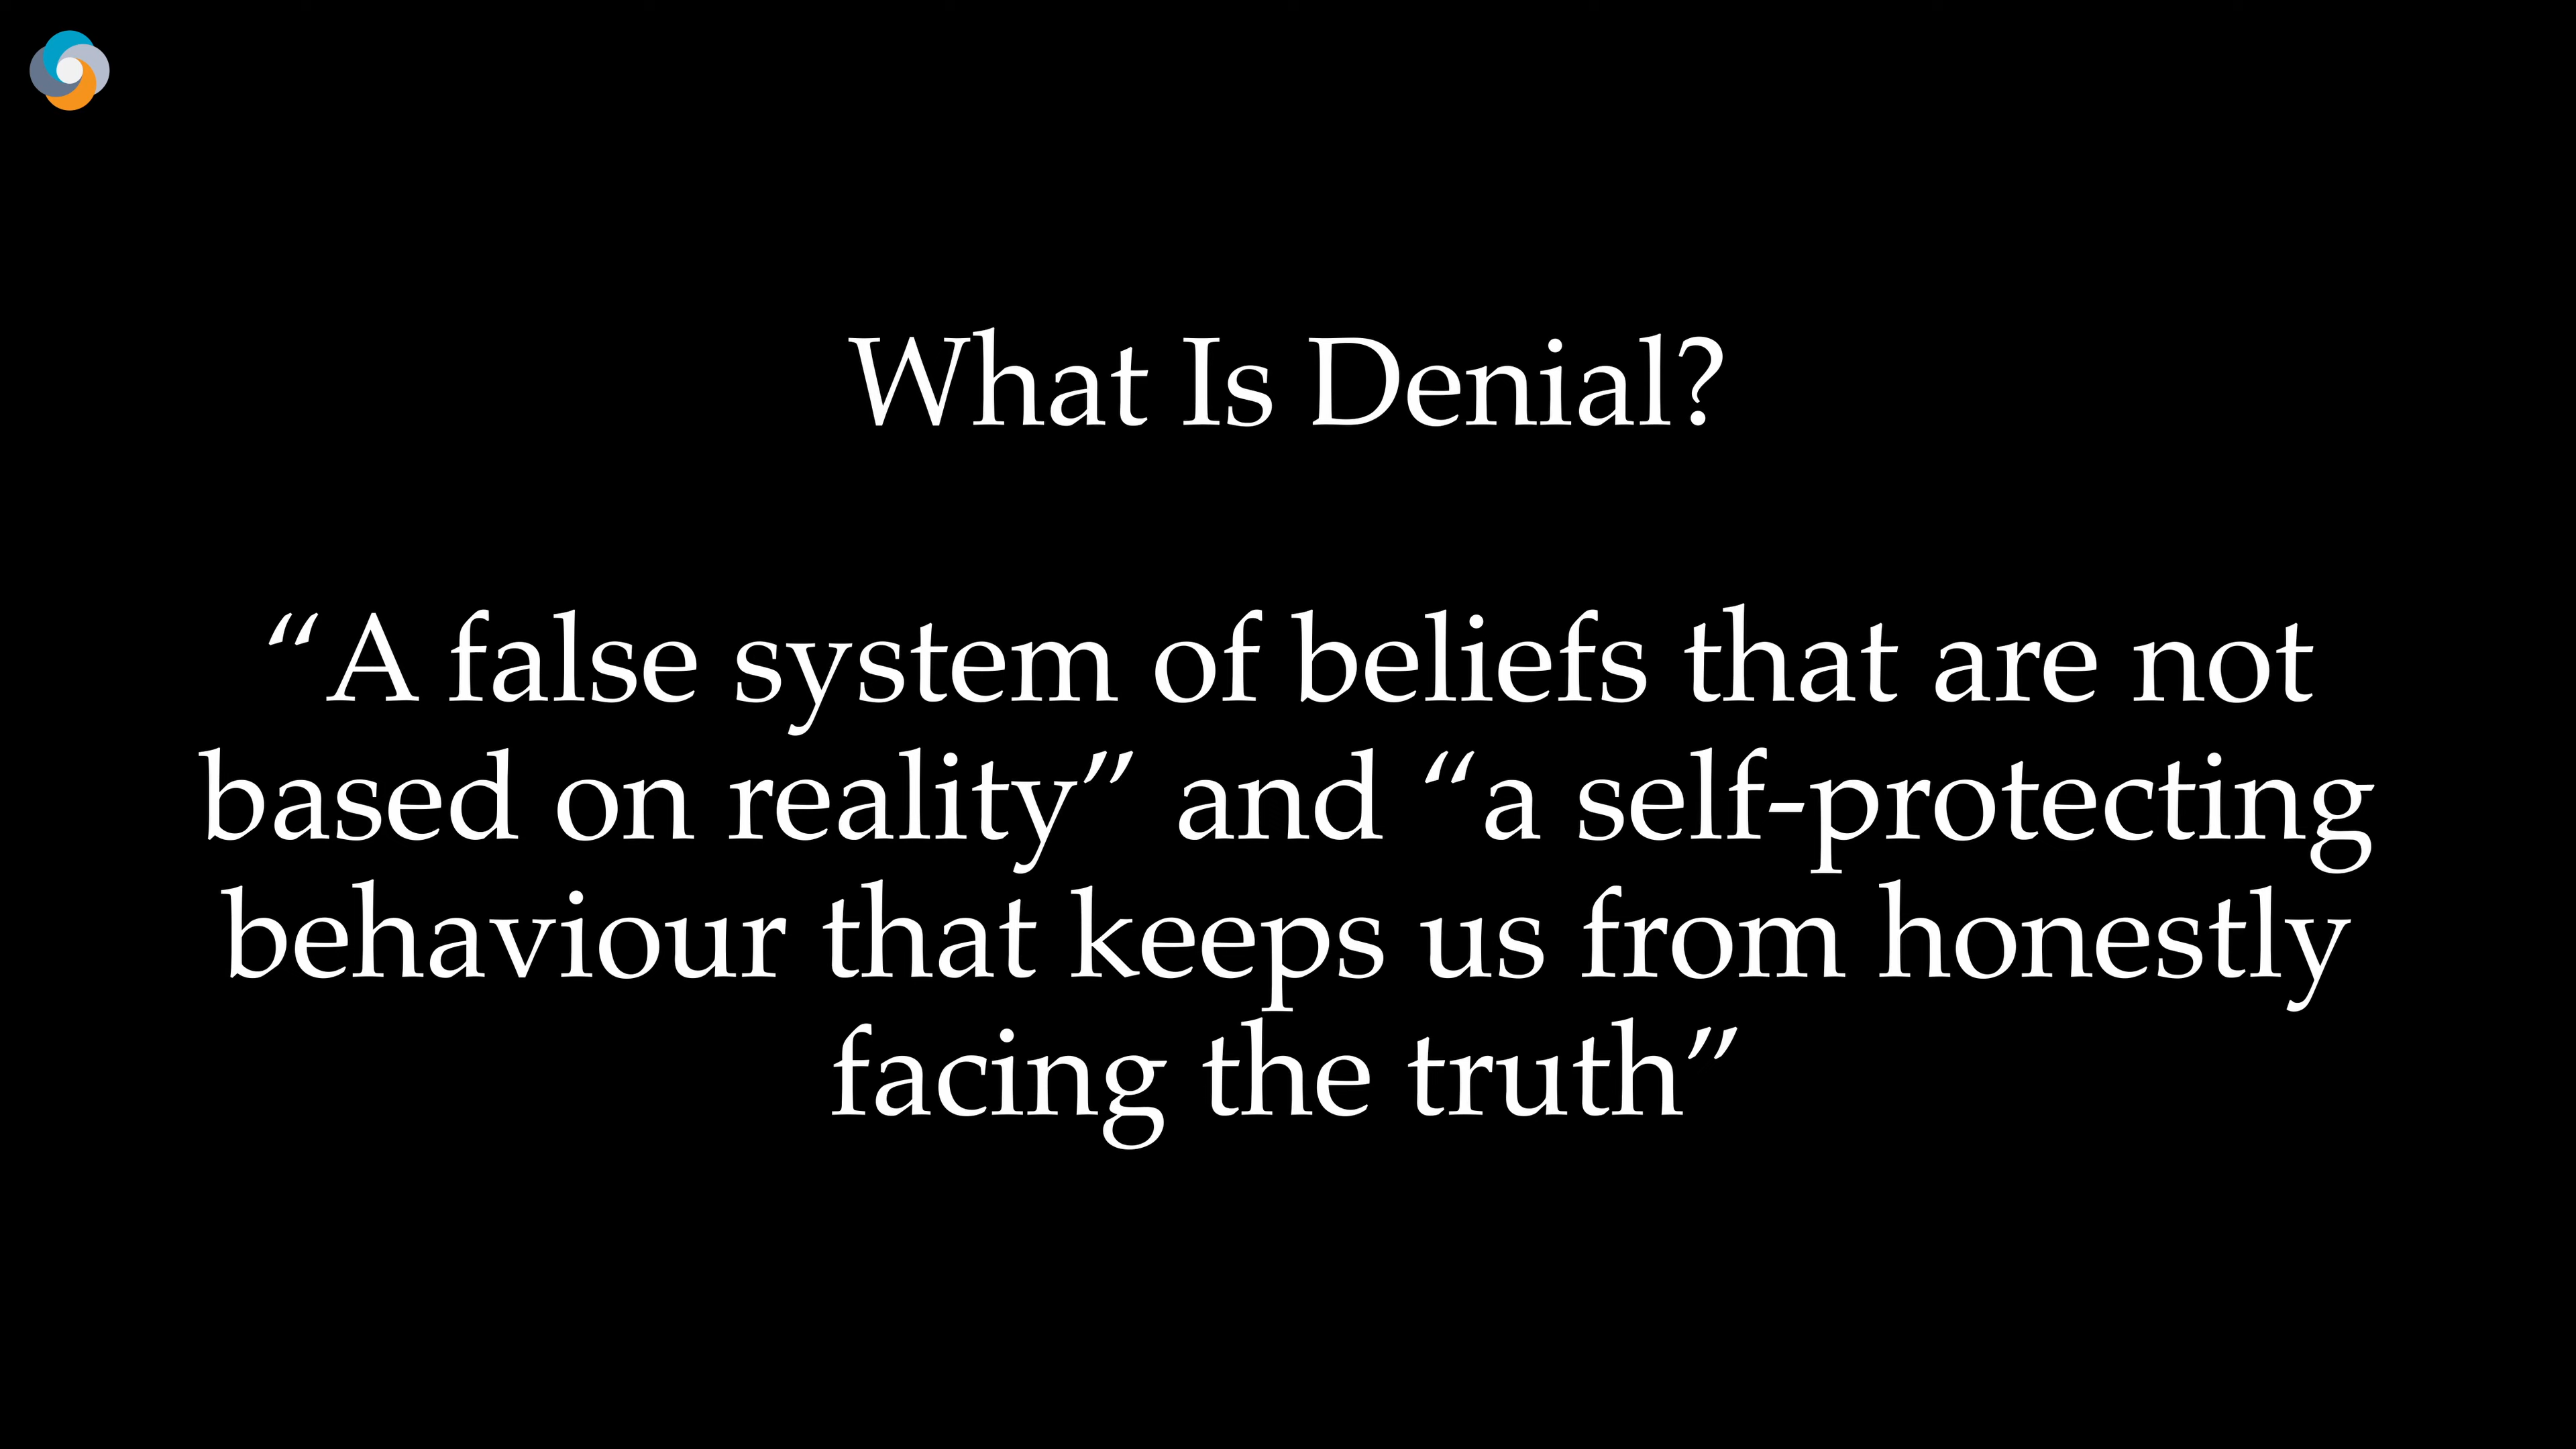 What Is Denial?
“A false system of beliefs that are not
based on reality” and “a self-protecting
behaviour that keeps us from honestly
facing the truth”